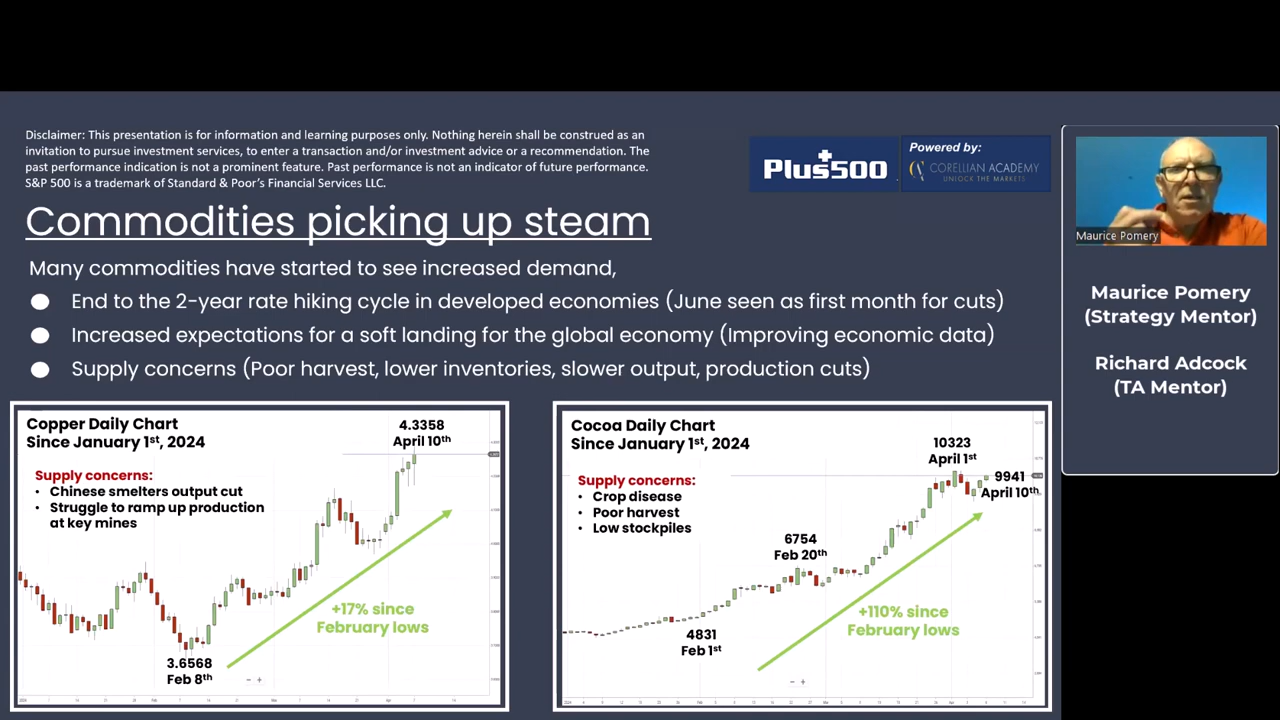 Disclaimer: This presentation is for information and learning purposes only. Nothing herein shall be construed as an
invitation to pursue investment services, to enter a transaction and/or investment advice or a recommendation. The
past performance indication is not a prominent feature. Past performance is not an indicator of future performance.
S&P 500 is a trademark of Standard & Poor's Financial Services LLC.
Plus500
Powered by:
CORELLIAN ACADEMY
UNLOCK THE MARKETS
Commodities picking up steam
Many commodities have started to see increased demand,
● End to the 2-year rate hiking cycle in developed economies (June seen as first month for cuts)
● Increased expectations for a soft landing for the global economy (Improving economic data)
● Supply concerns (Poor harvest, lower inventories, slower output, production cuts)
Maurice Pomery
Maurice Pomery
(Strategy Mentor)
Richard Adcock
(TA Mentor)
Copper Daily Chart
Since January 1st, 2024
4.3358
April 10th
Supply concerns:
• Chinese smelters output cut
• Struggle to ramp up production
at key mines
+17% since
February lows
3.6568
Feb 8th
Cocoa Daily Chart
Since January 1st, 2024
10323
April 1st
9941
April 10th
Supply concerns:
• Crop disease
• Poor harvest
• Low stockpiles
6754
Feb 20th
+110% since
February lows
4831
Feb 1st